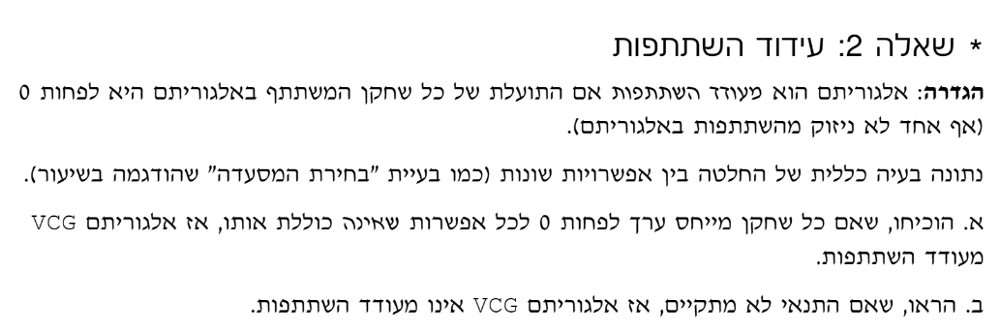 * שאלה 2: עידוד השתתפות
הגדרה: אלגוריתם הוא מעודד השתתפות אם התועלת של כל שחקן המשתתף באלגוריתם היא לפחות 0
(אף אחד לא ניזוק מהשתתפות באלגוריתם).
נתונה בעיה כללית של החלטה בין אפשרויות שונות (כמו בעיית "בחירת המסעדה" שהודגמה בשיעור).
א. הוכיחו, שאם כל שחקן מייחס ערך לפחות 0 לכל אפשרות שאינה כוללת אותו, אז אלגוריתם VCG
מעודד השתתפות.
ב. הראו, שאם התנאי לא מתקיים, אז אלגוריתם VCG אינו מעודד השתתפות.